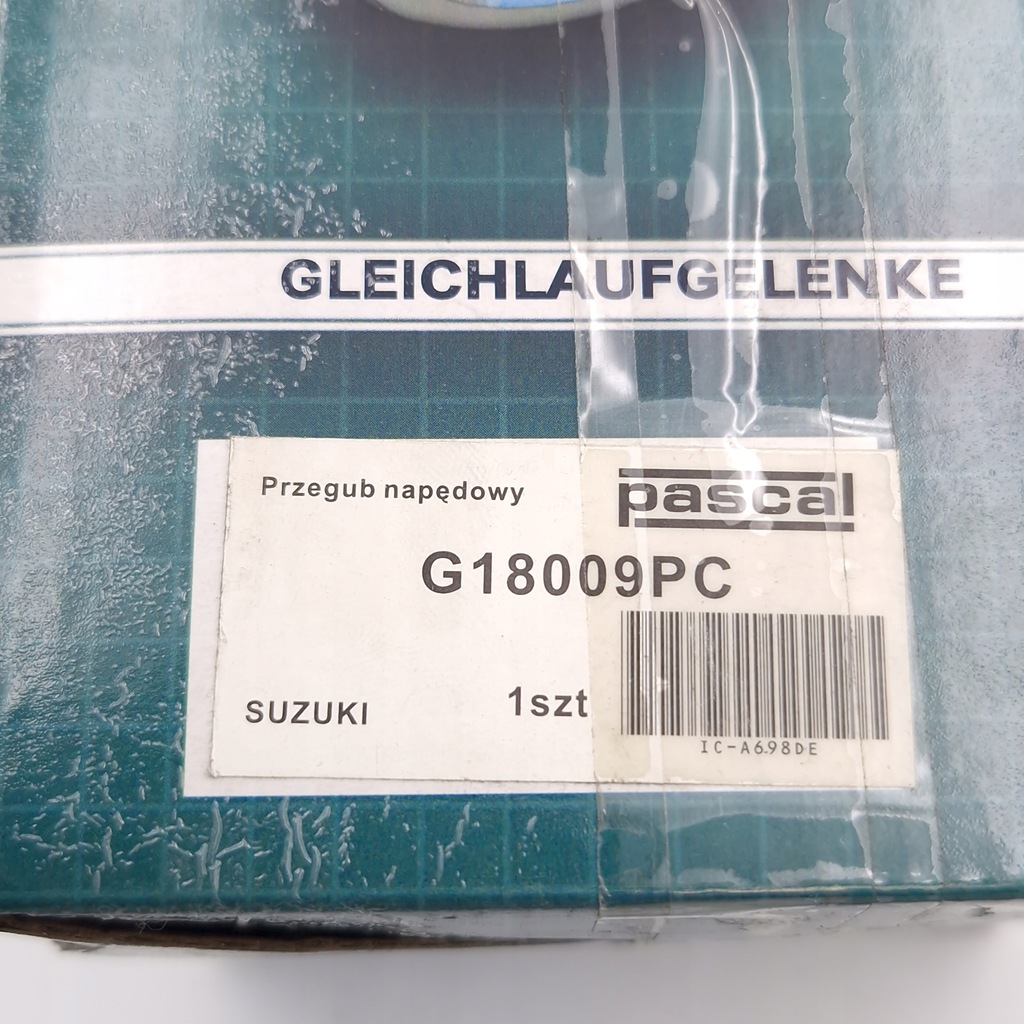 GLEICHLAUFGELENKE
Przegub napędowy
pascal
G18009PC
SUZUKI
1szt
IC-A698DE